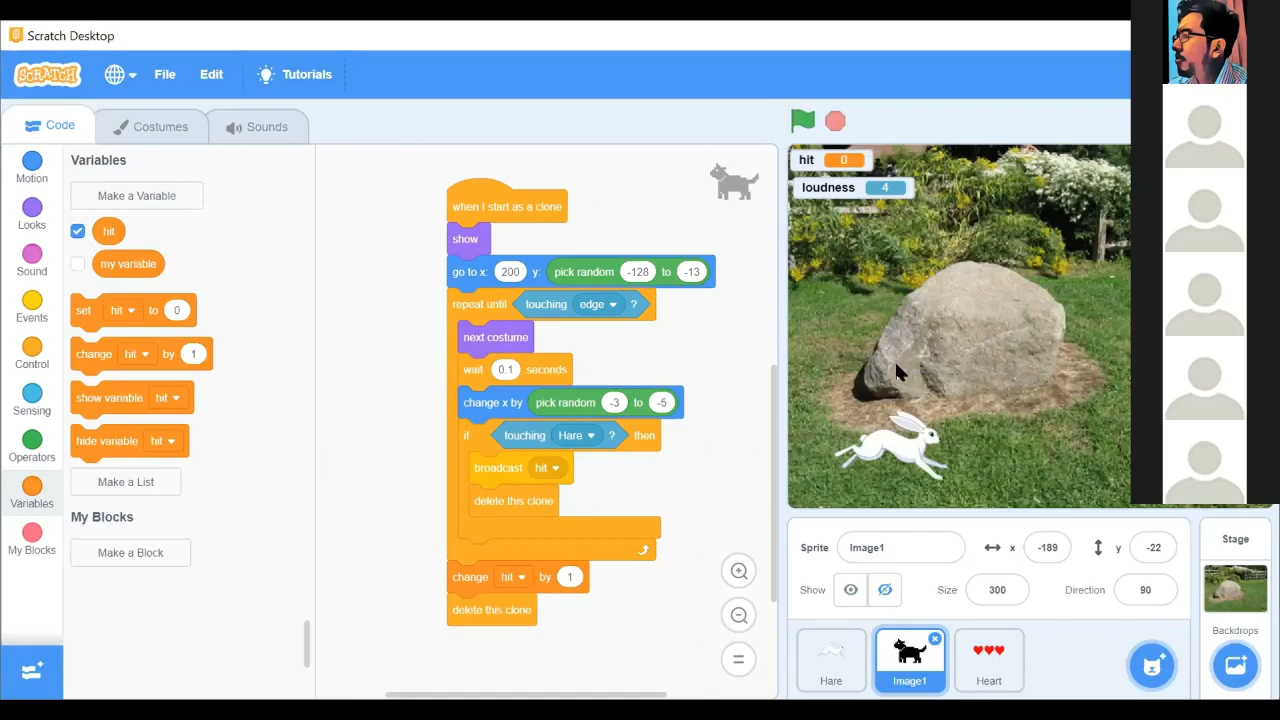 Scratch Desktop
SCRATCH File Edit Tutorials
Code Costumes Sounds
Motion
Looks
Sound
Events
Control
Sensing
Operators
Variables
My Blocks
Variables
Make a Variable
hit
my variable
set hit to 0
change hit by 1
show variable hit
hide variable hit
Make a List
My Blocks
Make a Block
when I start as a clone
show
go to x: 200 y: pick random -128 to -13
repeat until touching edge ?
next costume
wait 0.1 seconds
change x by pick random -3 to -5
if touching Hare ? then
broadcast hit
delete this clone
change hit by 1
delete this clone
hit 0
loudness 4
Sprite Image1 x -189 y -22
Show Size 300 Direction 90
Hare Image1 Heart
Stage
Backdrops